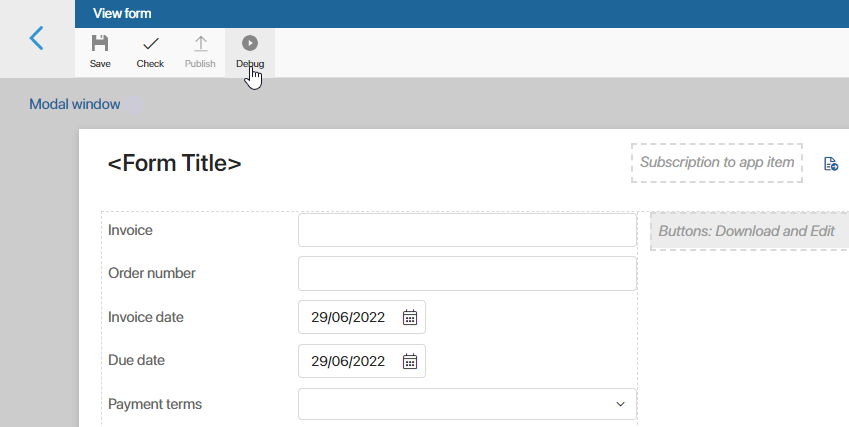 View form
Save
Check
Publish
Debug
Modal window
<Form Title>
Subscription to app item
Invoice
Buttons: Download and Edit
Order number
Invoice date
29/06/2022
Due date
29/06/2022
Payment terms